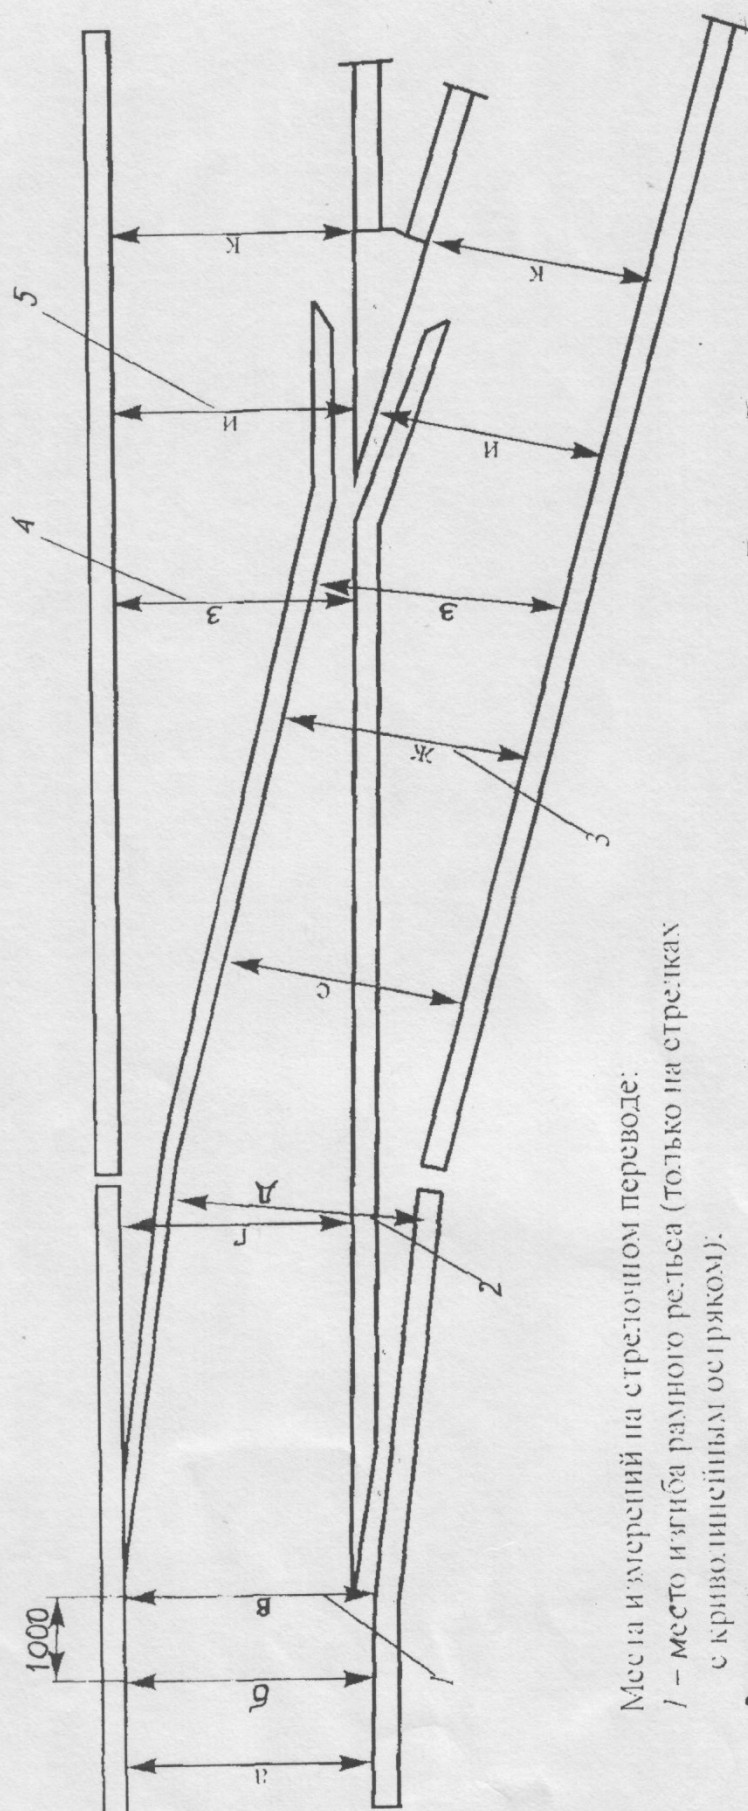 1000
а
б
в
г
Д
с
Ж
з
з
и
и
к
к
1
2
3
4
5
Места измерений на стрелочном переводе:
1 – место изгиба рамного рельса (только на стрелках
с криволинейным остряком);